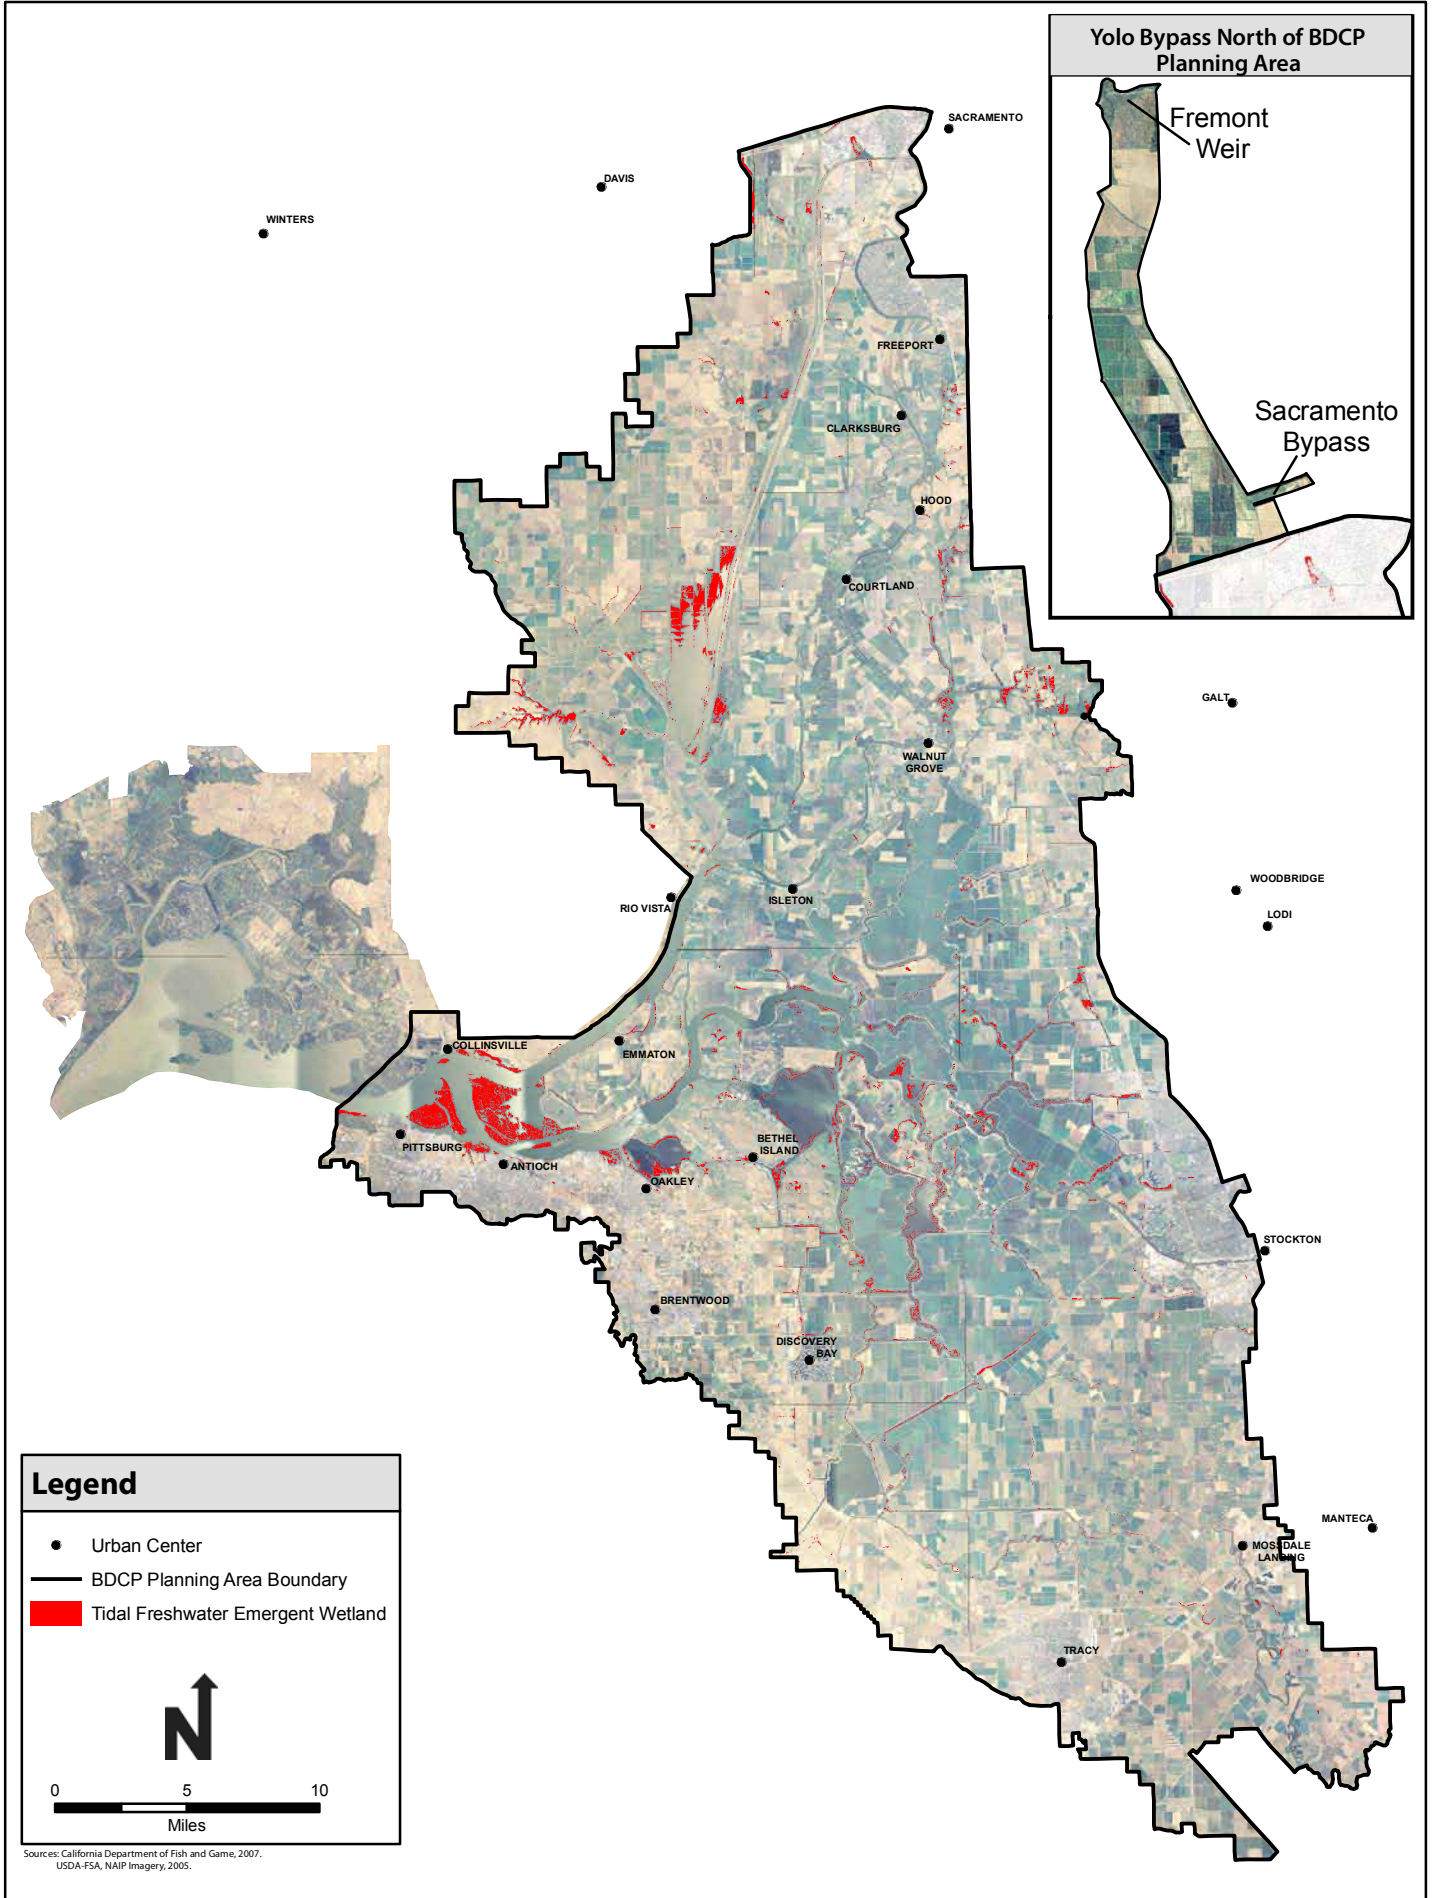 Yolo Bypass North of BDCP
Planning Area
Fremont
Weir
Sacramento
Bypass
SACRAMENTO
DAVIS
WINTERS
FREEPORT
CLARKSBURG
HOOD
COURTLAND
GALT
WALNUT
GROVE
WOODBRIDGE
RIO VISTA
ISLETON
LODI
COLLINSVILLE
EMMATON
PITTSBURG
ANTIOCH
BETHEL
ISLAND
OAKLEY
STOCKTON
BRENTWOOD
DISCOVERY
BAY
MANTECA
MOSSDALE
LANDING
TRACY
Legend
Urban Center
BDCP Planning Area Boundary
Tidal Freshwater Emergent Wetland
N
0 5 10
Miles
Sources: California Department of Fish and Game, 2007.
USDA-FSA, NAIP Imagery, 2005.